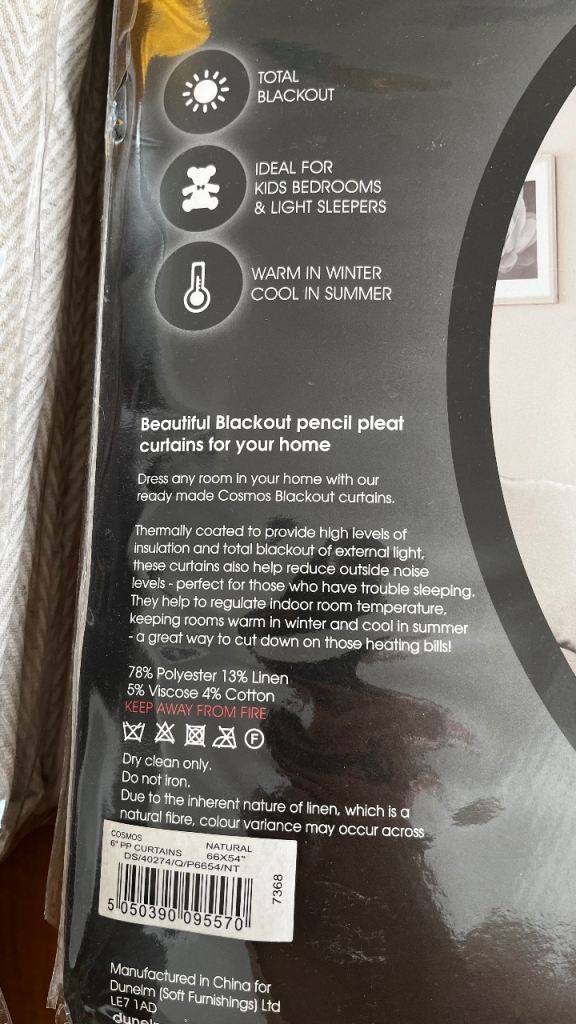 TOTAL
BLACKOUT
IDEAL FOR
KIDS BEDROOMS
& LIGHT SLEEPERS
WARM IN WINTER
COOL IN SUMMER
Beautiful Blackout pencil pleat
curtains for your home
Dress any room in your home with our
ready made Cosmos Blackout curtains.
Thermally coated to provide high levels of
insulation and total blackout of external light,
these curtains also help reduce outside noise
levels - perfect for those who have trouble sleeping.
They help to regulate indoor room temperature,
keeping rooms warm in winter and cool in summer
- a great way to cut down on those heating bills!
78% Polyester 13% Linen
5% Viscose 4% Cotton
KEEP AWAY FROM FIRE
F
Dry clean only.
Do not iron.
Due to the inherent nature of linen, which is a
natural fibre, colour variance may occur across
COSMOS NATURAL
6" PP CURTAINS 66X54"
DS/40274/Q/P6654/NT
7368
5 050390 095570
Manufactured in China for
Dunelm (Soft Furnishings) Ltd
LE7 1AD
dunelm